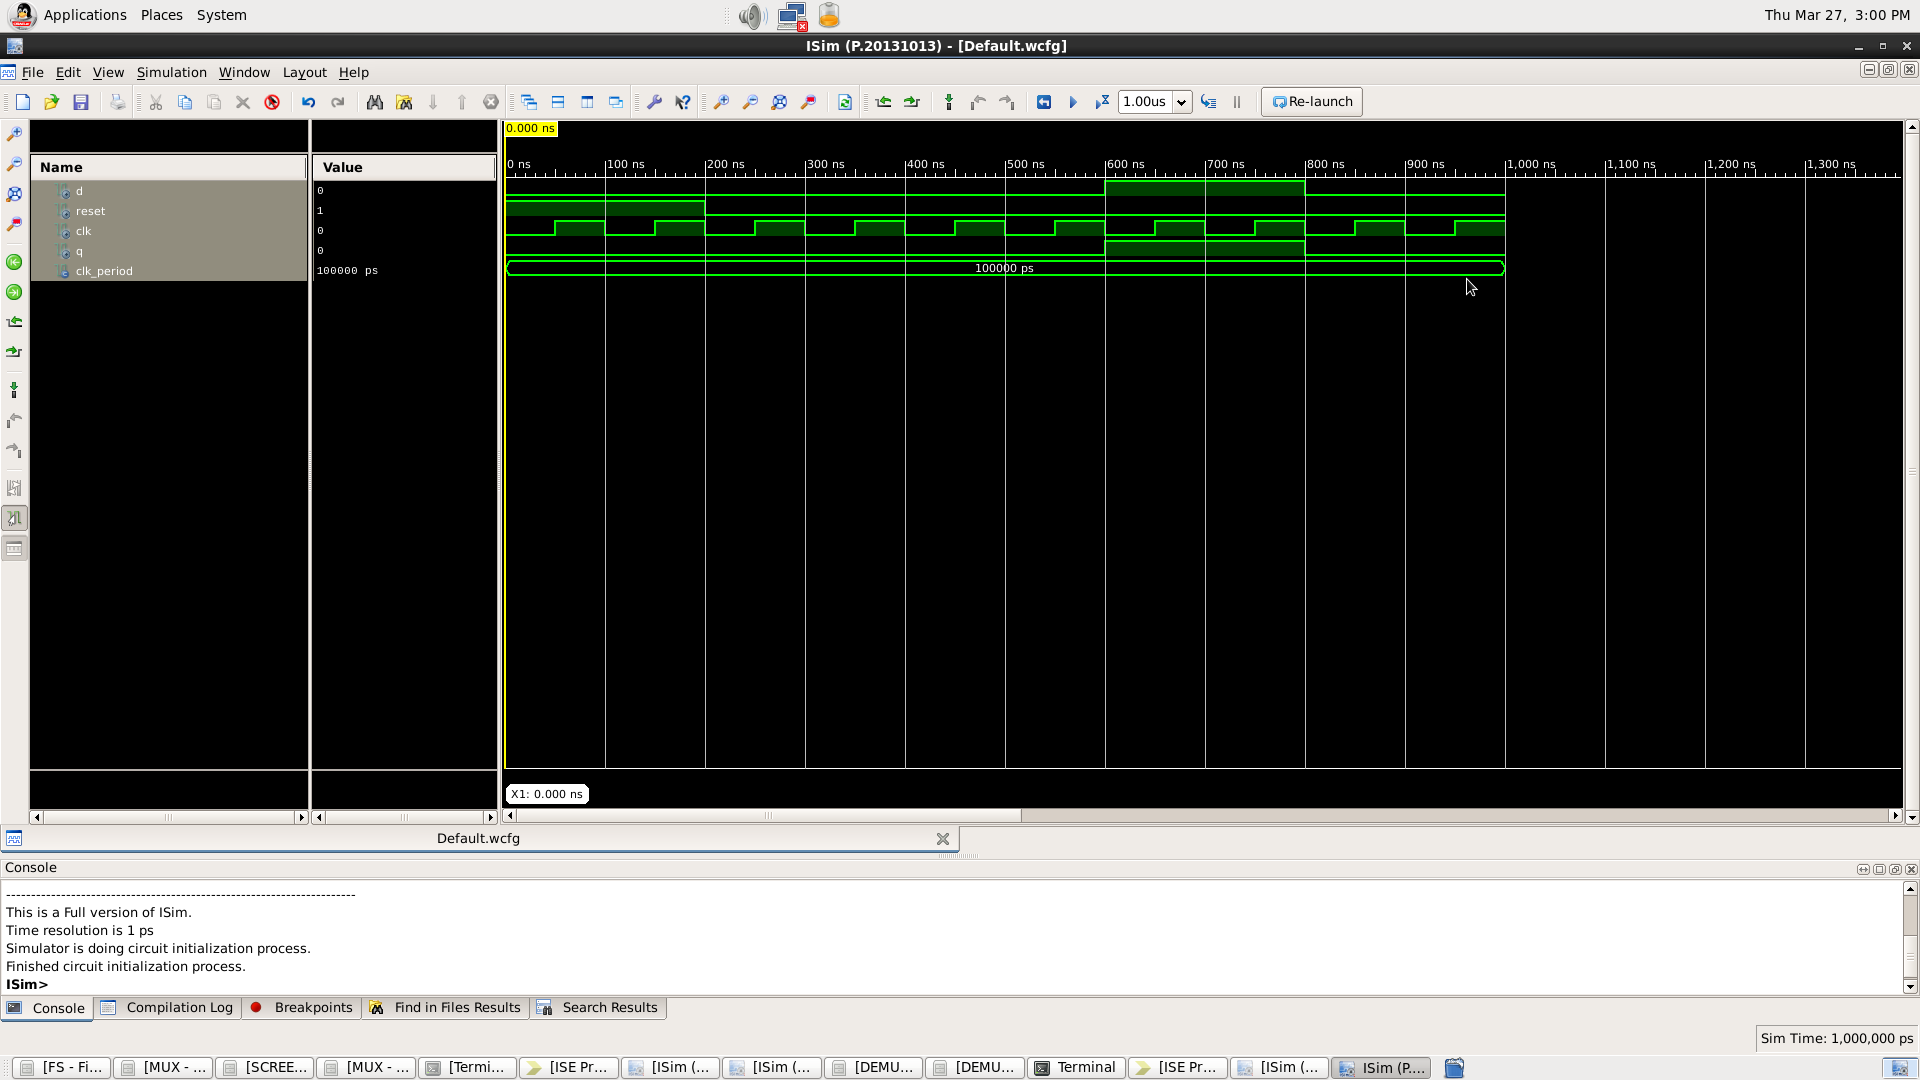 Applications Places System
Thu Mar 27, 3:00 PM
ISim (P.20131013) - [Default.wcfg]
File Edit View Simulation Window Layout Help
1.00us Re-launch
0.000 ns
Name Value
0 ns 100 ns 200 ns 300 ns 400 ns 500 ns 600 ns 700 ns 800 ns 900 ns 1,000 ns 1,100 ns 1,200 ns 1,300 ns
d 0
reset 1
clk 0
q 0
clk_period 100000 ps 100000 ps
X1: 0.000 ns
Default.wcfg
Console
----------------------------------------------------------------------
This is a Full version of ISim.
Time resolution is 1 ps
Simulator is doing circuit initialization process.
Finished circuit initialization process.
ISim>
Console Compilation Log Breakpoints Find in Files Results Search Results
Sim Time: 1,000,000 ps
[FS - Fi... [MUX - ... [SCREE... [MUX - ... [Termi... [ISE Pr... [ISim (... [ISim (... [DEMU... [DEMU... Terminal [ISE Pr... [ISim (... ISim (P....